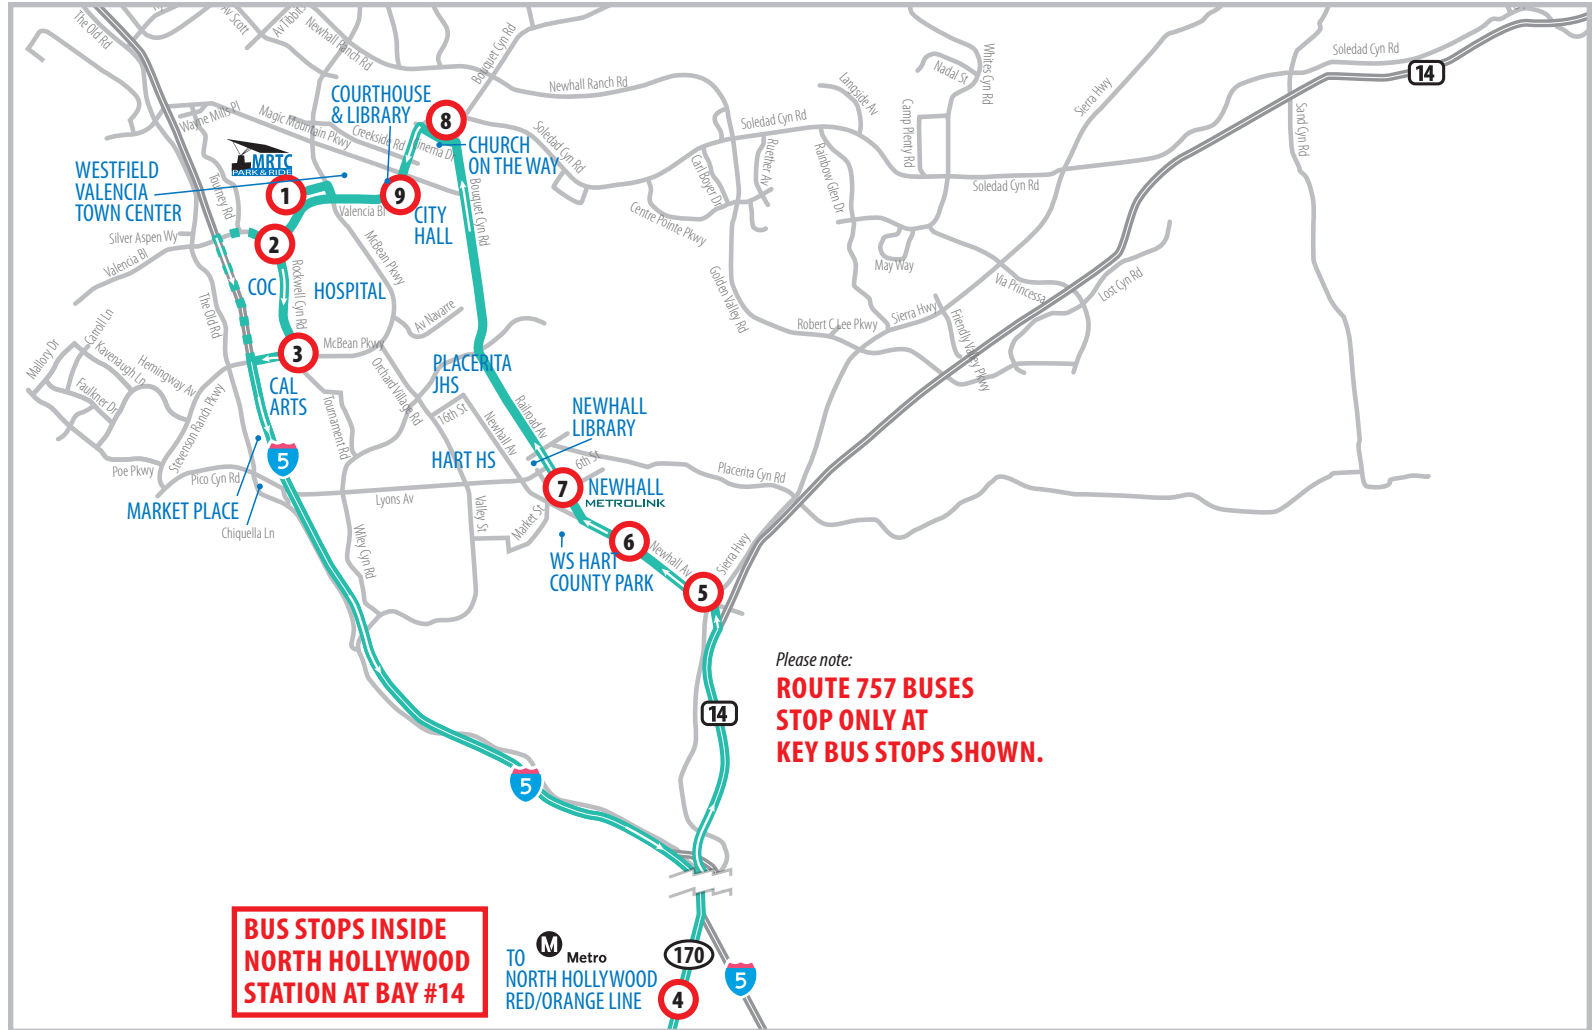 The Old Rd
Av Scott
Av Tibbit
Newhall Ranch Rd
Bouquet Cyn Rd
Newhall Ranch Rd
Whites Cyn Rd
Nadal St
Langside Av
Camp Plenty Rd
Sierra Hwy
Soledad Cyn Rd
14
Sand Cyn Rd
COURTHOUSE
& LIBRARY
8
CHURCH
ON THE WAY
Wayne Mills Pl
Magic Mountain Pkwy
Creekside Rd
Cinema Dr
Soledad Cyn Rd
Soledad Cyn Rd
Ruether Av
Rainbow Glen Dr
Carl Boyer Dr
Soledad Cyn Rd
MRTC
PARK & RIDE
WESTFIELD
VALENCIA
TOWN CENTER
1
9
CITY
HALL
Tourney Rd
Valencia Bl
Bouquet Cyn Rd
Centre Pointe Pkwy
Silver Aspen Wy
Valencia Bl
2
McBean Pkwy
May Way
Via Princessa
Lost Cyn Rd
Golden Valley Rd
COC
Rockwell Cyn Rd
HOSPITAL
The Old Rd
Av Navarre
Robert C Lee Pkwy
Sierra Hwy
Friendly Valley Pkwy
3
McBean Pkwy
Mallory Dr
Carroll Ln
Kavenaugh Ln
Hemingway Av
Faulkner Dr
Stevenson Ranch Pkwy
CAL
ARTS
Orchard Village Rd
PLACERITA
JHS
Tournament Rd
16th St
Newhall Av
Railroad Av
NEWHALL
LIBRARY
5
HART HS
6th St
Placerita Cyn Rd
Poe Pkwy
Pico Cyn Rd
Lyons Av
7
NEWHALL
METROLINK
MARKET PLACE
Chiquella Ln
Valley St
Market St
Wiley Cyn Rd
6
WS HART
COUNTY PARK
Newhall Av
Sierra Hwy
5
Please note:
ROUTE 757 BUSES
STOP ONLY AT
KEY BUS STOPS SHOWN.
14
5
BUS STOPS INSIDE
NORTH HOLLYWOOD
STATION AT BAY #14
TO M Metro
NORTH HOLLYWOOD
RED/ORANGE LINE
170
5
4